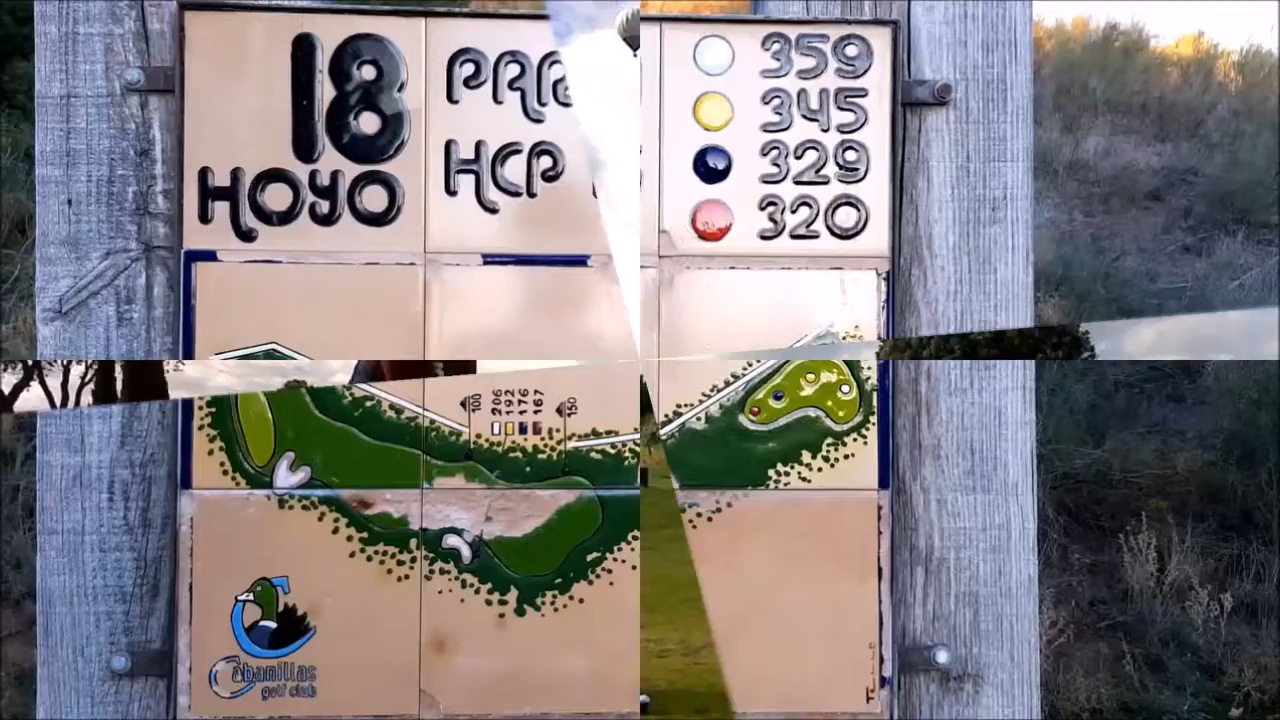 18
HOYO
PAR
HCP
359
345
329
320
100
206
192
176
167
150
Cabanillas
golf club